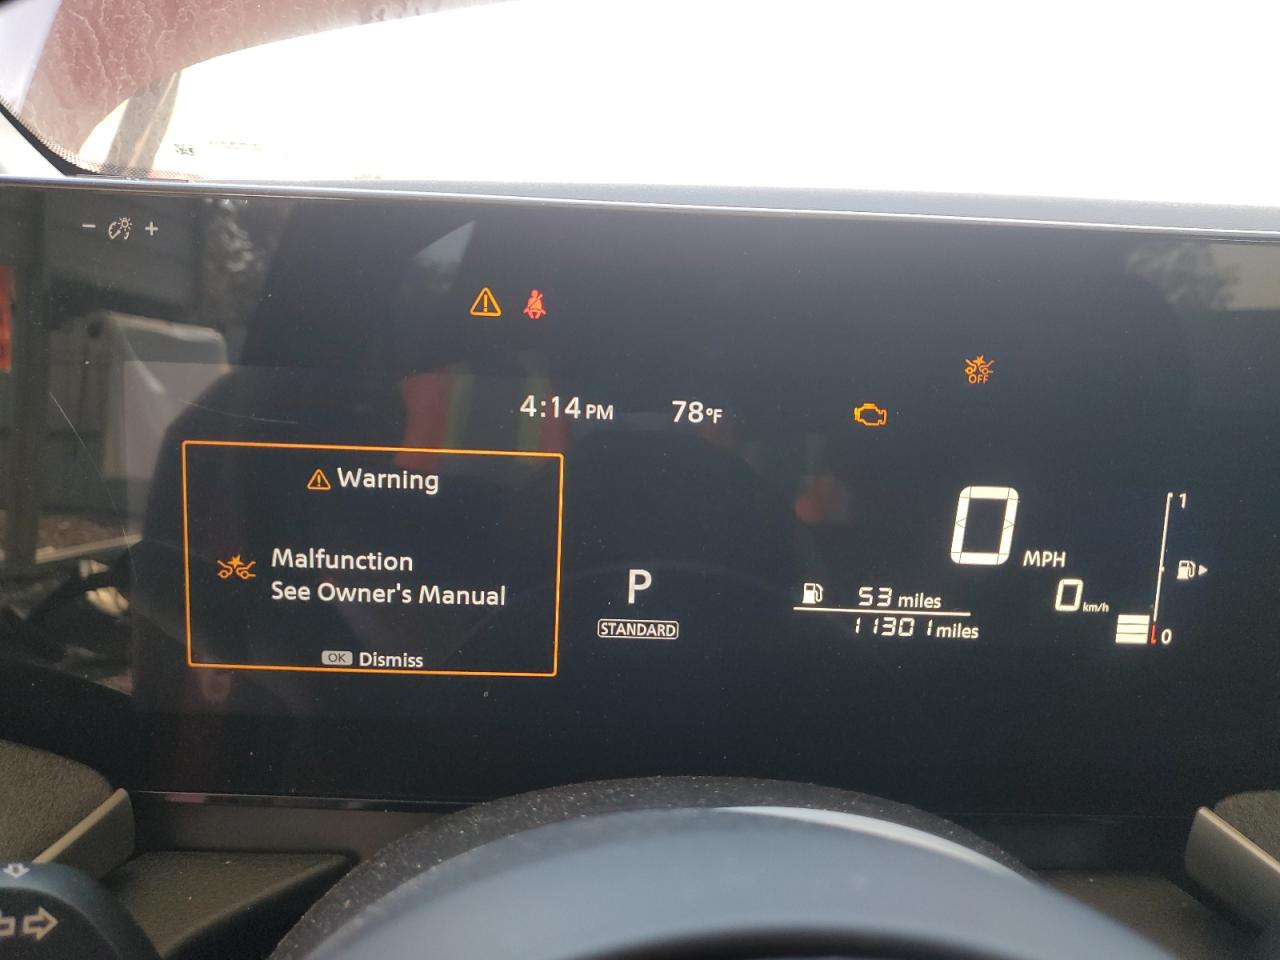 - +
4:14 PM 78°F
OFF
Warning
Malfunction
See Owner's Manual
OK Dismiss
P
STANDARD
0 MPH
0 km/h
53 miles
11301 miles
1
0